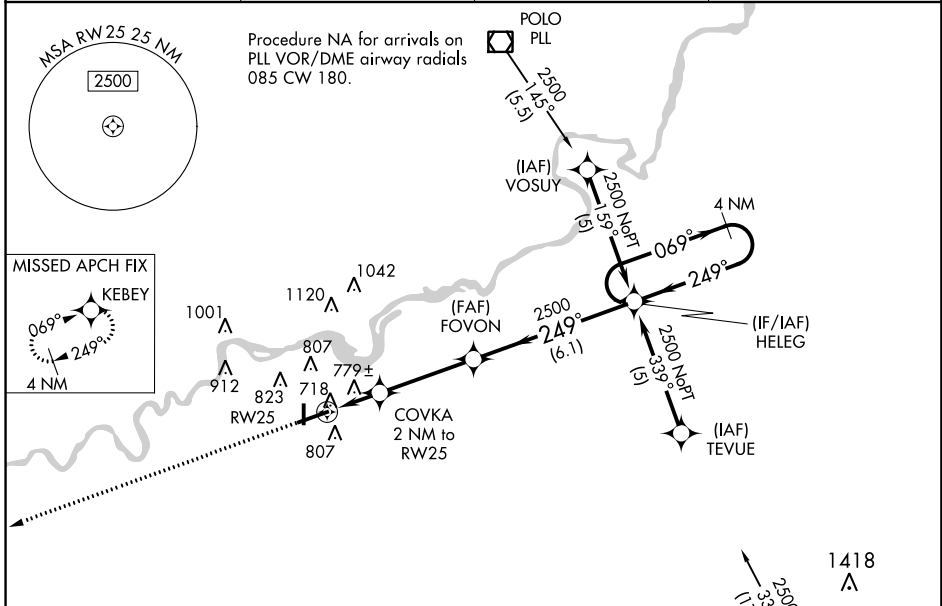 MSA RW 25 25 NM
2500
Procedure NA for arrivals on
PLL VOR/DME airway radials
085 CW 180.
POLO
PLL
2500
145°
(5.5)
(IAF)
VOSUY
2500 NoPT
159°
(5)
4 NM
069°
249°
MISSED APCH FIX
KEBEY
069°
249°
4 NM
1042
1120
1001
807
912
823
779±
718
RW25
807
(FAF)
FOVON
2500
249°
(6.1)
(IF/IAF)
HELEG
COVKA
2 NM to
RW25
2500 NoPT
339°
(5)
(IAF)
TEVUE
1418
2500